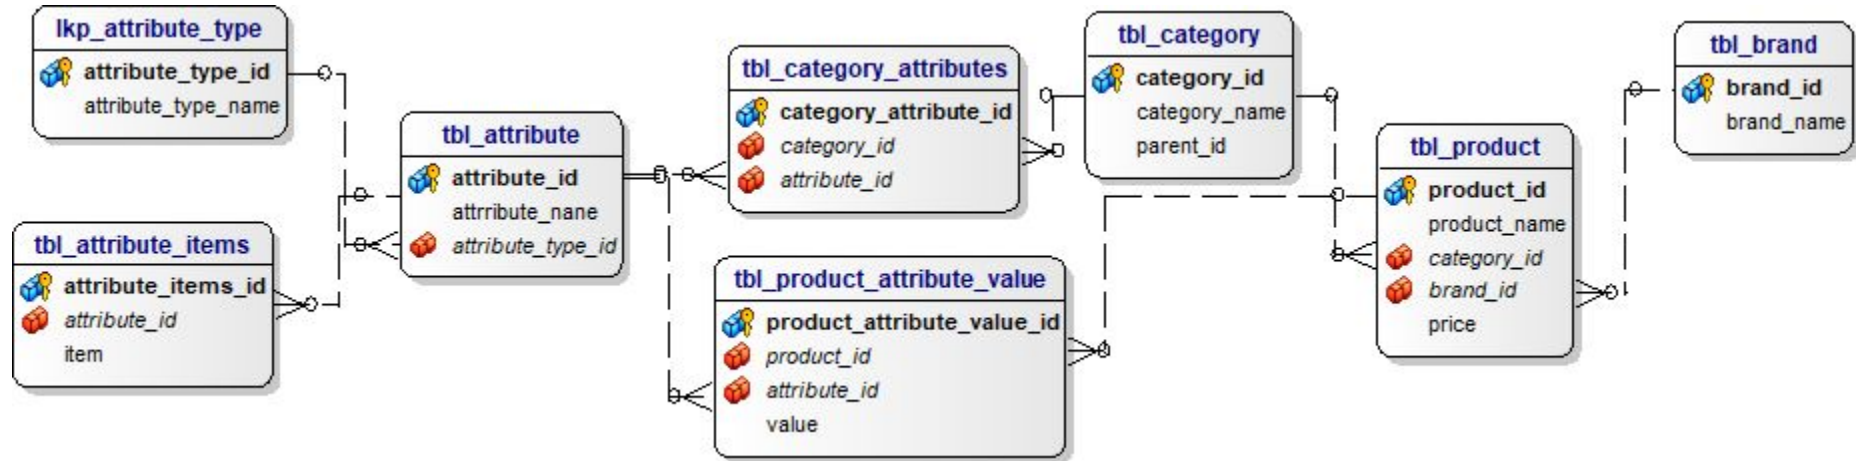 lkp_attribute_type
attribute_type_id
attribute_type_name
tbl_attribute_items
attribute_items_id
attribute_id
item
tbl_attribute
attribute_id
attrribute_nane
attribute_type_id
tbl_category_attributes
category_attribute_id
category_id
attribute_id
tbl_product_attribute_value
product_attribute_value_id
product_id
attribute_id
value
tbl_category
category_id
category_name
parent_id
tbl_product
product_id
product_name
category_id
brand_id
price
tbl_brand
brand_id
brand_name